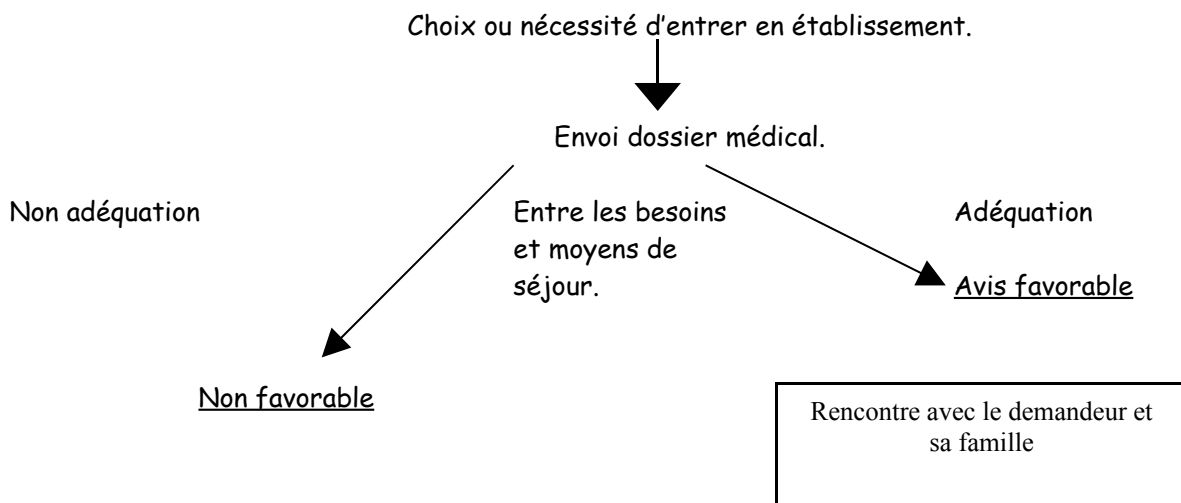 Choix ou nécessité d'entrer en établissement.
Envoi dossier médical.
Non adéquation
Entre les besoins
et moyens de
séjour.
Adéquation
Avis favorable
Non favorable
Rencontre avec le demandeur et
sa famille